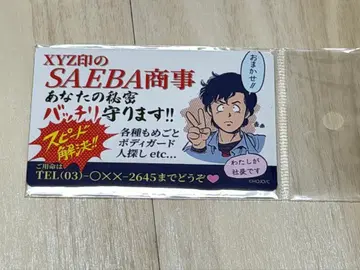 XYZ印の
SAEBA商事
あなたの秘密
バッチリ守ります!!
スピード
解決!!
各種もめごと
ボディガード
人探し etc...
おまかせ!!
わたしが
社長です
ご用命は
TEL(03)-〇××-2645までどうぞ